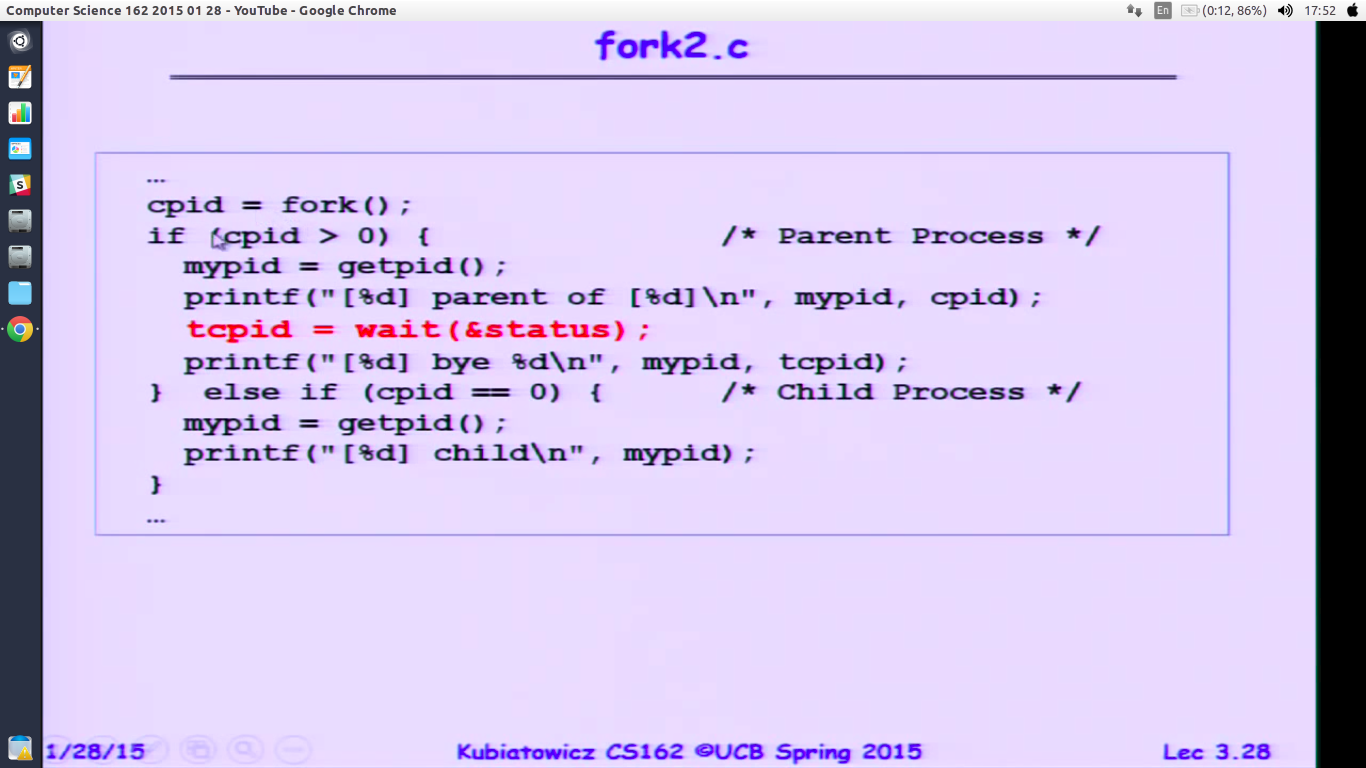 Computer Science 162 2015 01 28 - YouTube - Google Chrome
En
(0:12, 86%)
17:52
fork2.c
…
cpid = fork();
if (cpid > 0) { /* Parent Process */
mypid = getpid();
printf("[%d] parent of [%d]\n", mypid, cpid);
tcpid = wait(&status);
printf("[%d] bye %d\n", mypid, tcpid);
} else if (cpid == 0) { /* Child Process */
mypid = getpid();
printf("[%d] child\n", mypid);
}
…
1/28/15
Kubiatowicz CS162 ©UCB Spring 2015
Lec 3.28